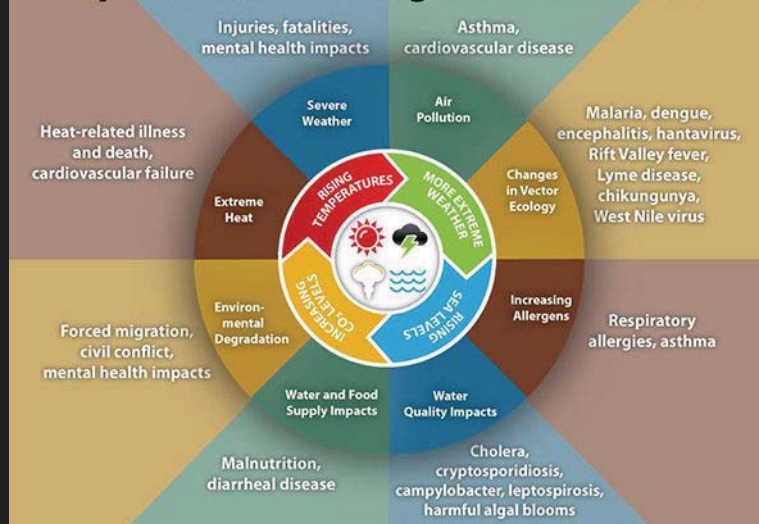 Injuries, fatalities,
mental health impacts
Asthma,
cardiovascular disease
Severe
Weather
Air
Pollution
Heat-related illness
and death,
cardiovascular failure
Malaria, dengue,
encephalitis, hantavirus,
Rift Valley fever,
Lyme disease,
chikungunya,
West Nile virus
Extreme
Heat
Changes
in Vector
Ecology
RISING
TEMPERATURES
MORE EXTREME
WEATHER
INCREASING
CO₂ LEVELS
RISING
SEA LEVELS
Environ-
mental
Degradation
Increasing
Allergens
Forced migration,
civil conflict,
mental health impacts
Respiratory
allergies, asthma
Water and Food
Supply Impacts
Water
Quality Impacts
Malnutrition,
diarrheal disease
Cholera,
cryptosporidiosis,
campylobacter, leptospirosis,
harmful algal blooms